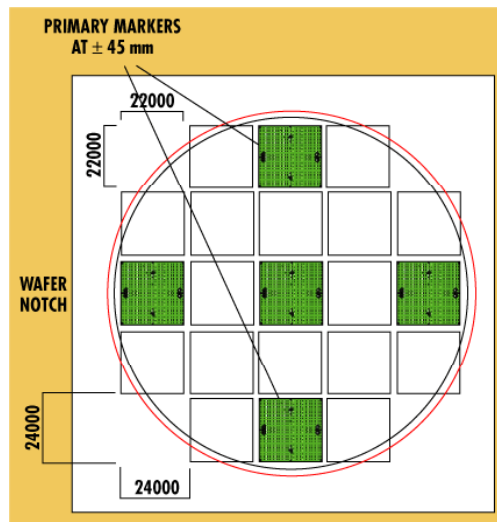 PRIMARY MARKERS
AT ± 45 mm
22000
22000
WAFER
NOTCH
24000
24000